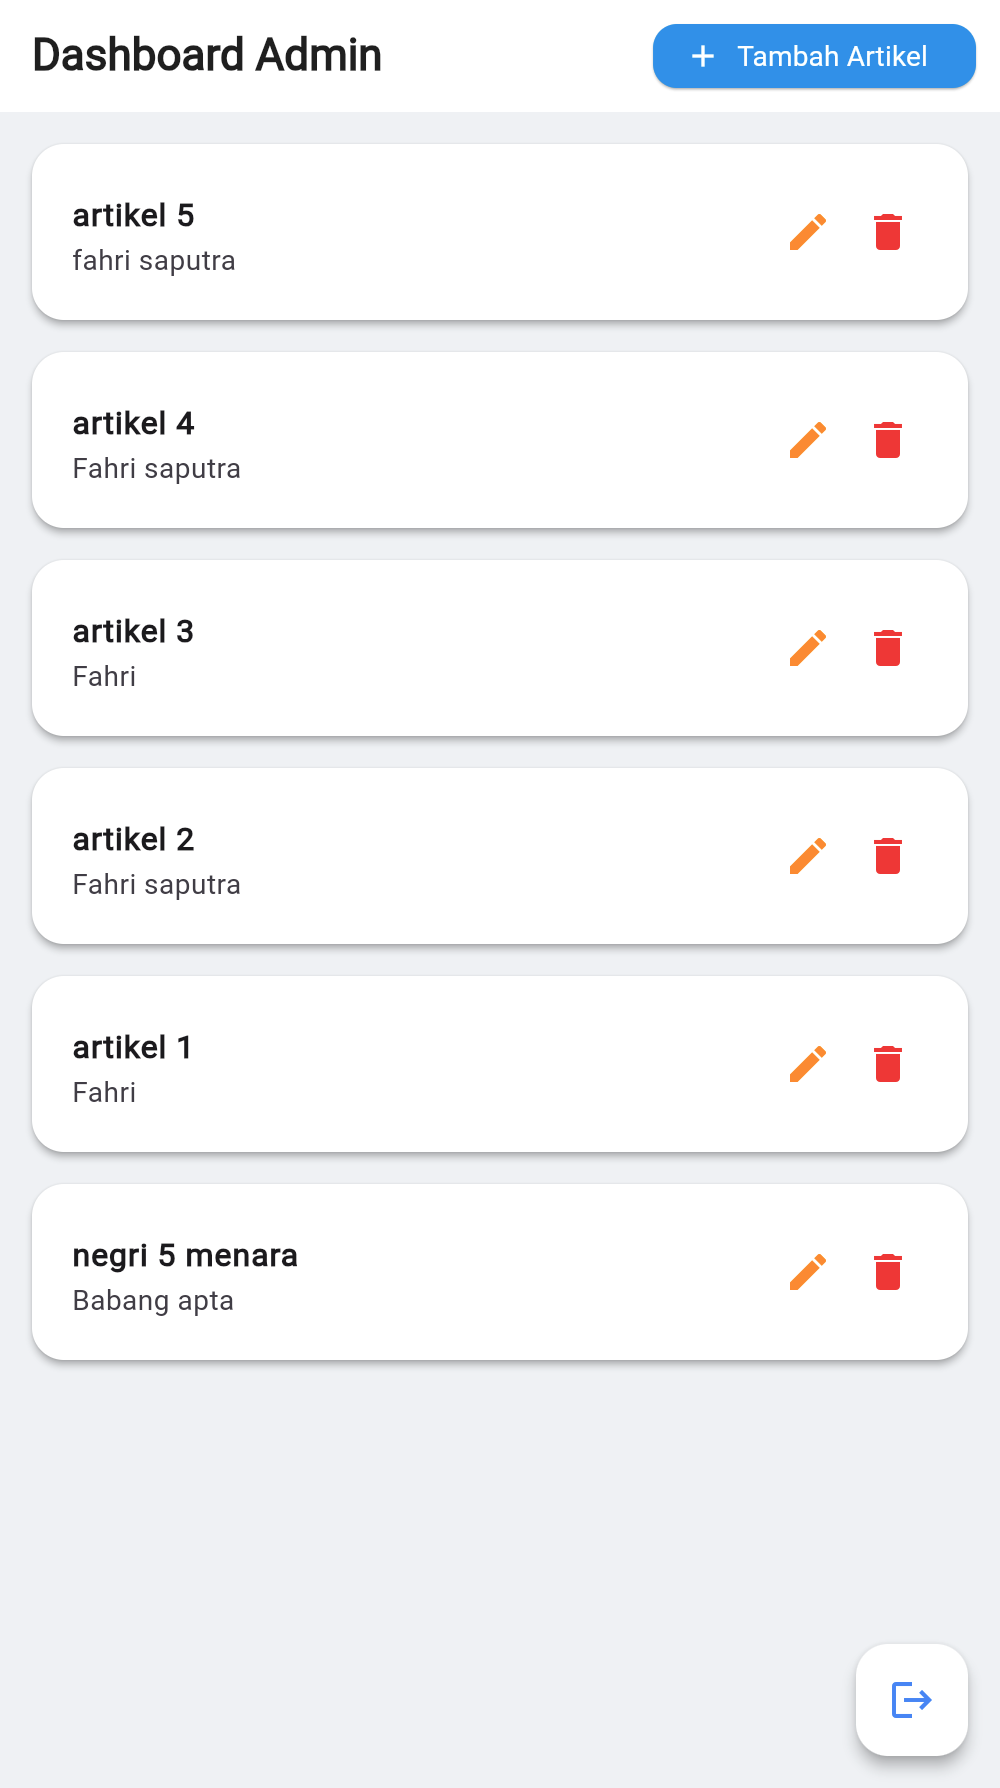 Dashboard Admin
Tambah Artikel
artikel 5
fahri saputra
artikel 4
Fahri saputra
artikel 3
Fahri
artikel 2
Fahri saputra
artikel 1
Fahri
negri 5 menara
Babang apta